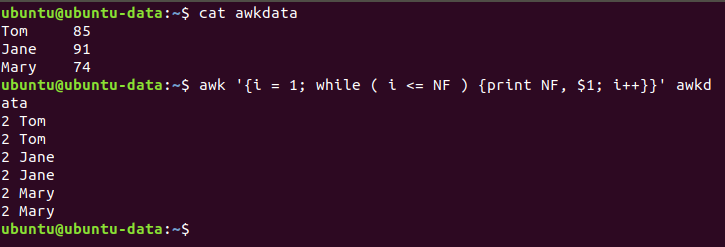 ubuntu@ubuntu-data:~$ cat awkdata
Tom     85
Jane    91
Mary    74
ubuntu@ubuntu-data:~$ awk '{i = 1; while ( i <= NF ) {print NF, $1; i++}}' awkd
ata
2 Tom
2 Tom
2 Jane
2 Jane
2 Mary
2 Mary
ubuntu@ubuntu-data:~$